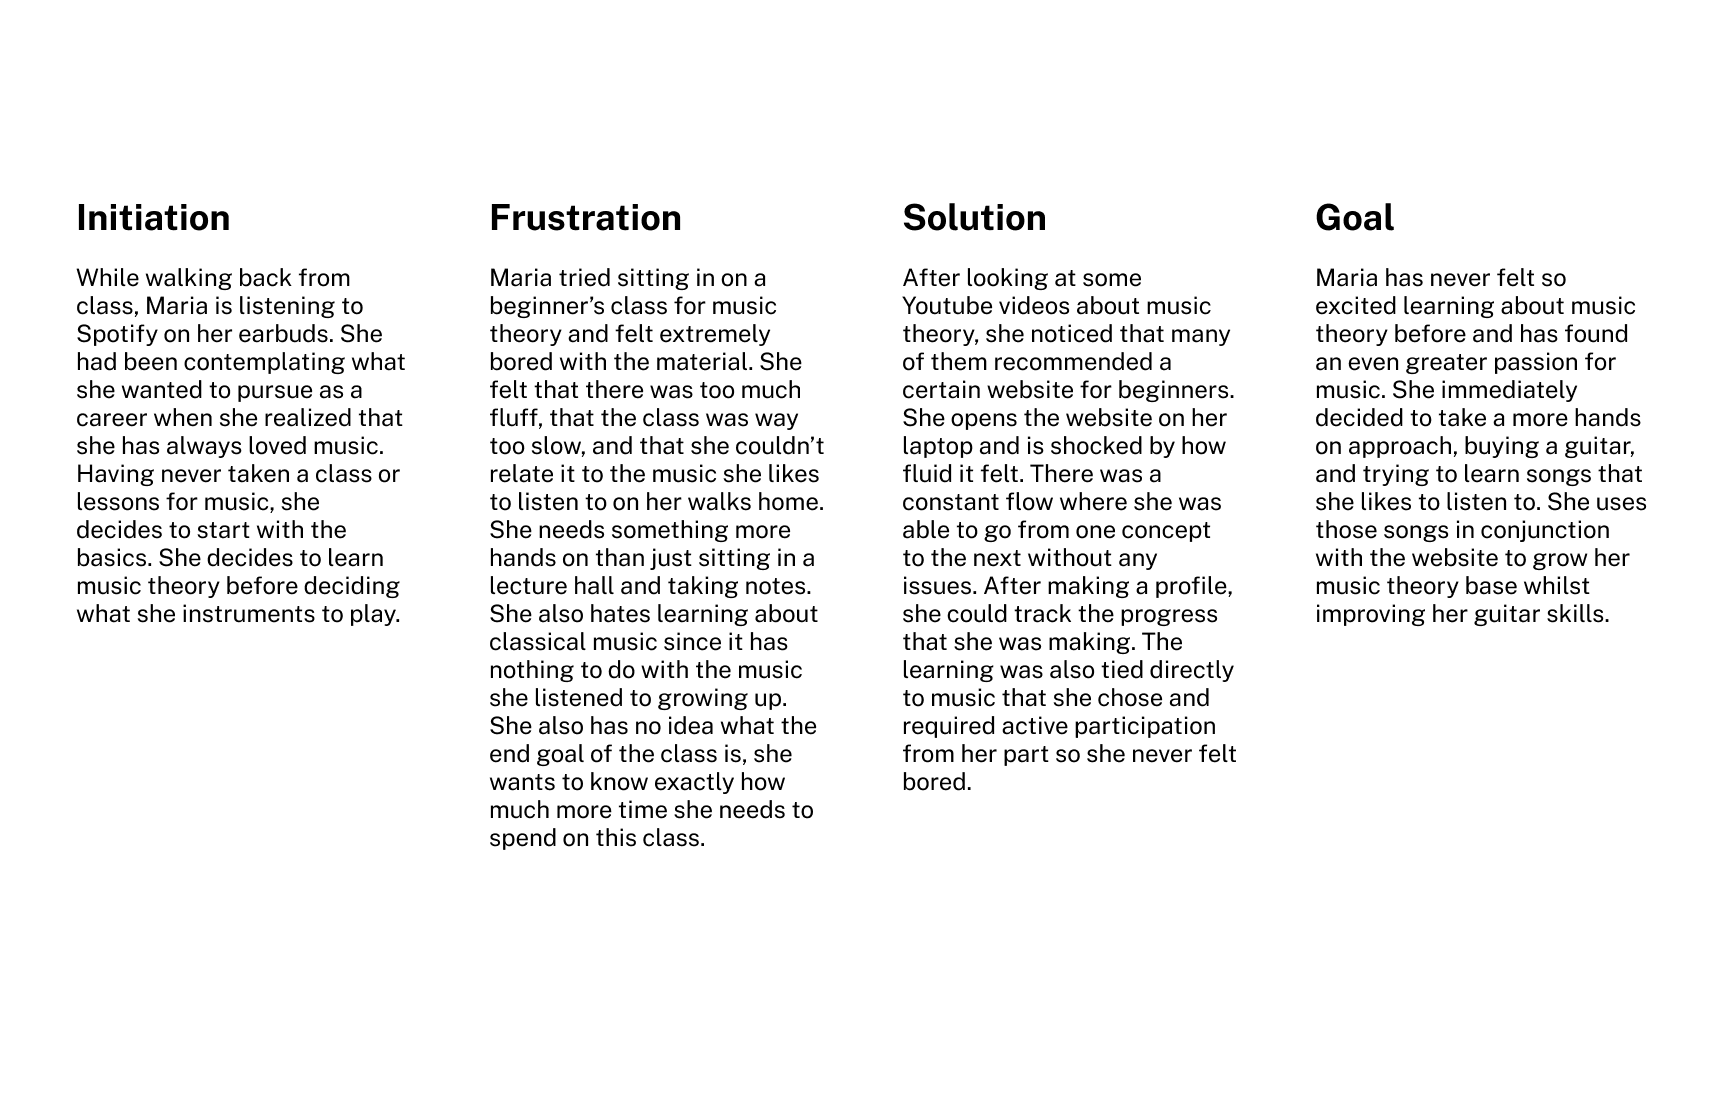 Initiation
While walking back from
class, Maria is listening to
Spotify on her earbuds. She
had been contemplating what
she wanted to pursue as a
career when she realized that
she has always loved music.
Having never taken a class or
lessons for music, she
decides to start with the
basics. She decides to learn
music theory before deciding
what she instruments to play.
Frustration
Maria tried sitting in on a
beginner’s class for music
theory and felt extremely
bored with the material. She
felt that there was too much
fluff, that the class was way
too slow, and that she couldn’t
relate it to the music she likes
to listen to on her walks home.
She needs something more
hands on than just sitting in a
lecture hall and taking notes.
She also hates learning about
classical music since it has
nothing to do with the music
she listened to growing up.
She also has no idea what the
end goal of the class is, she
wants to know exactly how
much more time she needs to
spend on this class.
Solution
After looking at some
Youtube videos about music
theory, she noticed that many
of them recommended a
certain website for beginners.
She opens the website on her
laptop and is shocked by how
fluid it felt. There was a
constant flow where she was
able to go from one concept
to the next without any
issues. After making a profile,
she could track the progress
that she was making. The
learning was also tied directly
to music that she chose and
required active participation
from her part so she never felt
bored.
Goal
Maria has never felt so
excited learning about music
theory before and has found
an even greater passion for
music. She immediately
decided to take a more hands
on approach, buying a guitar,
and trying to learn songs that
she likes to listen to. She uses
those songs in conjunction
with the website to grow her
music theory base whilst
improving her guitar skills.